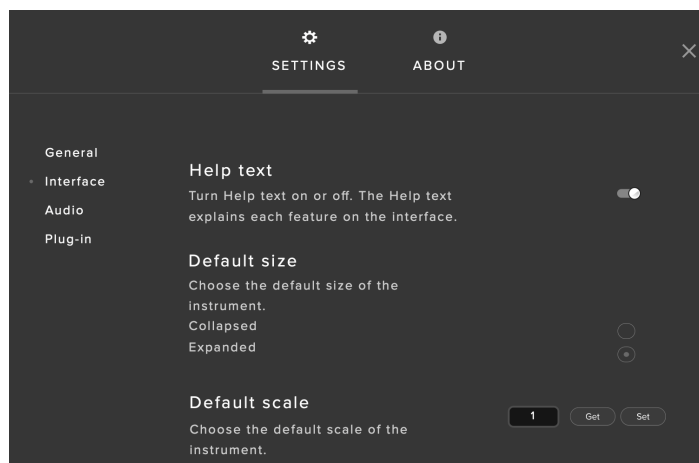 SETTINGS ABOUT
General
Interface
Audio
Plug-in
Help text
Turn Help text on or off. The Help text
explains each feature on the interface.
Default size
Choose the default size of the
instrument.
Collapsed
Expanded
Default scale
1 Get Set
Choose the default scale of the
instrument.